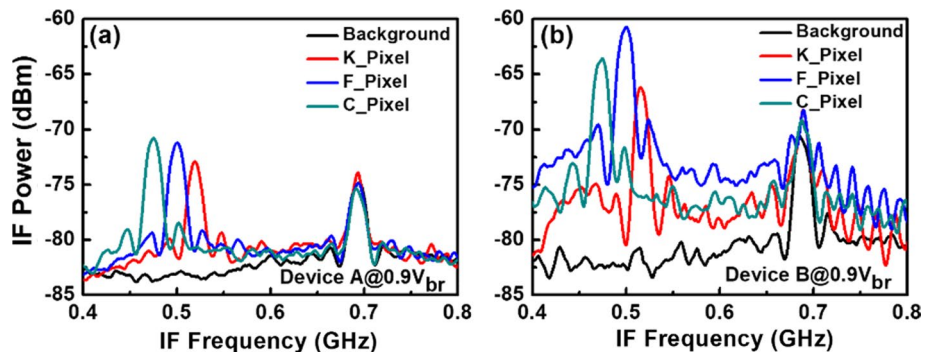 (a)
Background
K_Pixel
F_Pixel
C_Pixel
Device A@0.9Vbr
-60
-65
-70
-75
-80
-85
IF Power (dBm)
0.4 0.5 0.6 0.7 0.8
IF Frequency (GHz)
(b)
Background
K_Pixel
F_Pixel
C_Pixel
Device B@0.9Vbr
-60
-65
-70
-75
-80
-85
0.4 0.5 0.6 0.7 0.8
IF Frequency (GHz)